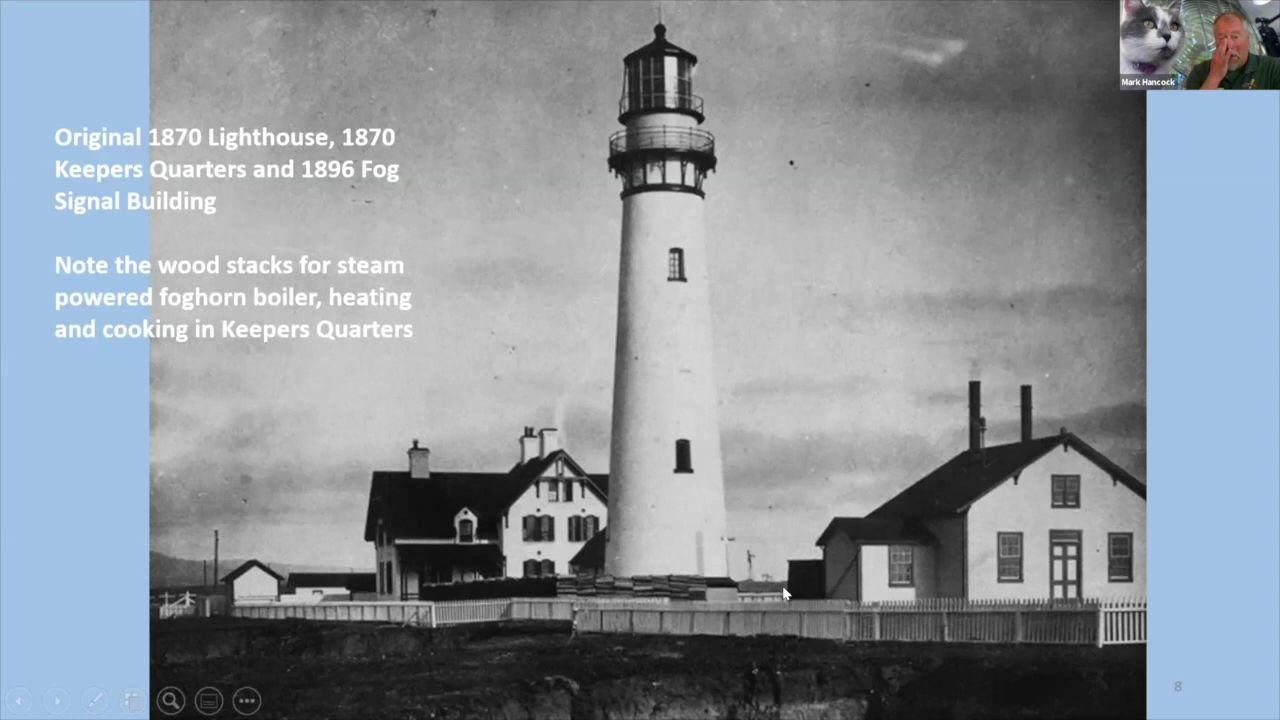 Original 1870 Lighthouse, 1870
Keepers Quarters and 1896 Fog
Signal Building
Note the wood stacks for steam
powered foghorn boiler, heating
and cooking in Keepers Quarters
Mark Hancock
8